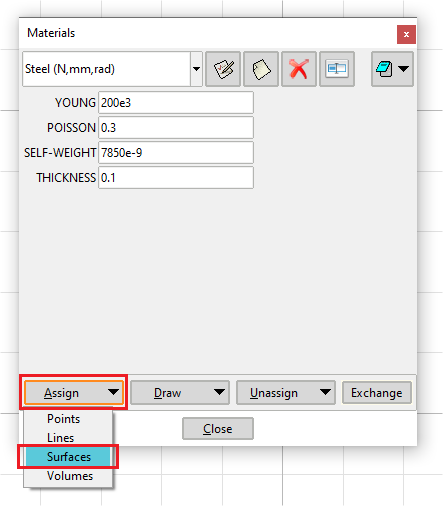 Materials
x
Steel (N,mm,rad)
YOUNG 200e3
POISSON 0.3
SELF-WEIGHT 7850e-9
THICKNESS 0.1
Assign Draw Unassign Exchange
Points
Lines
Surfaces
Volumes
Close